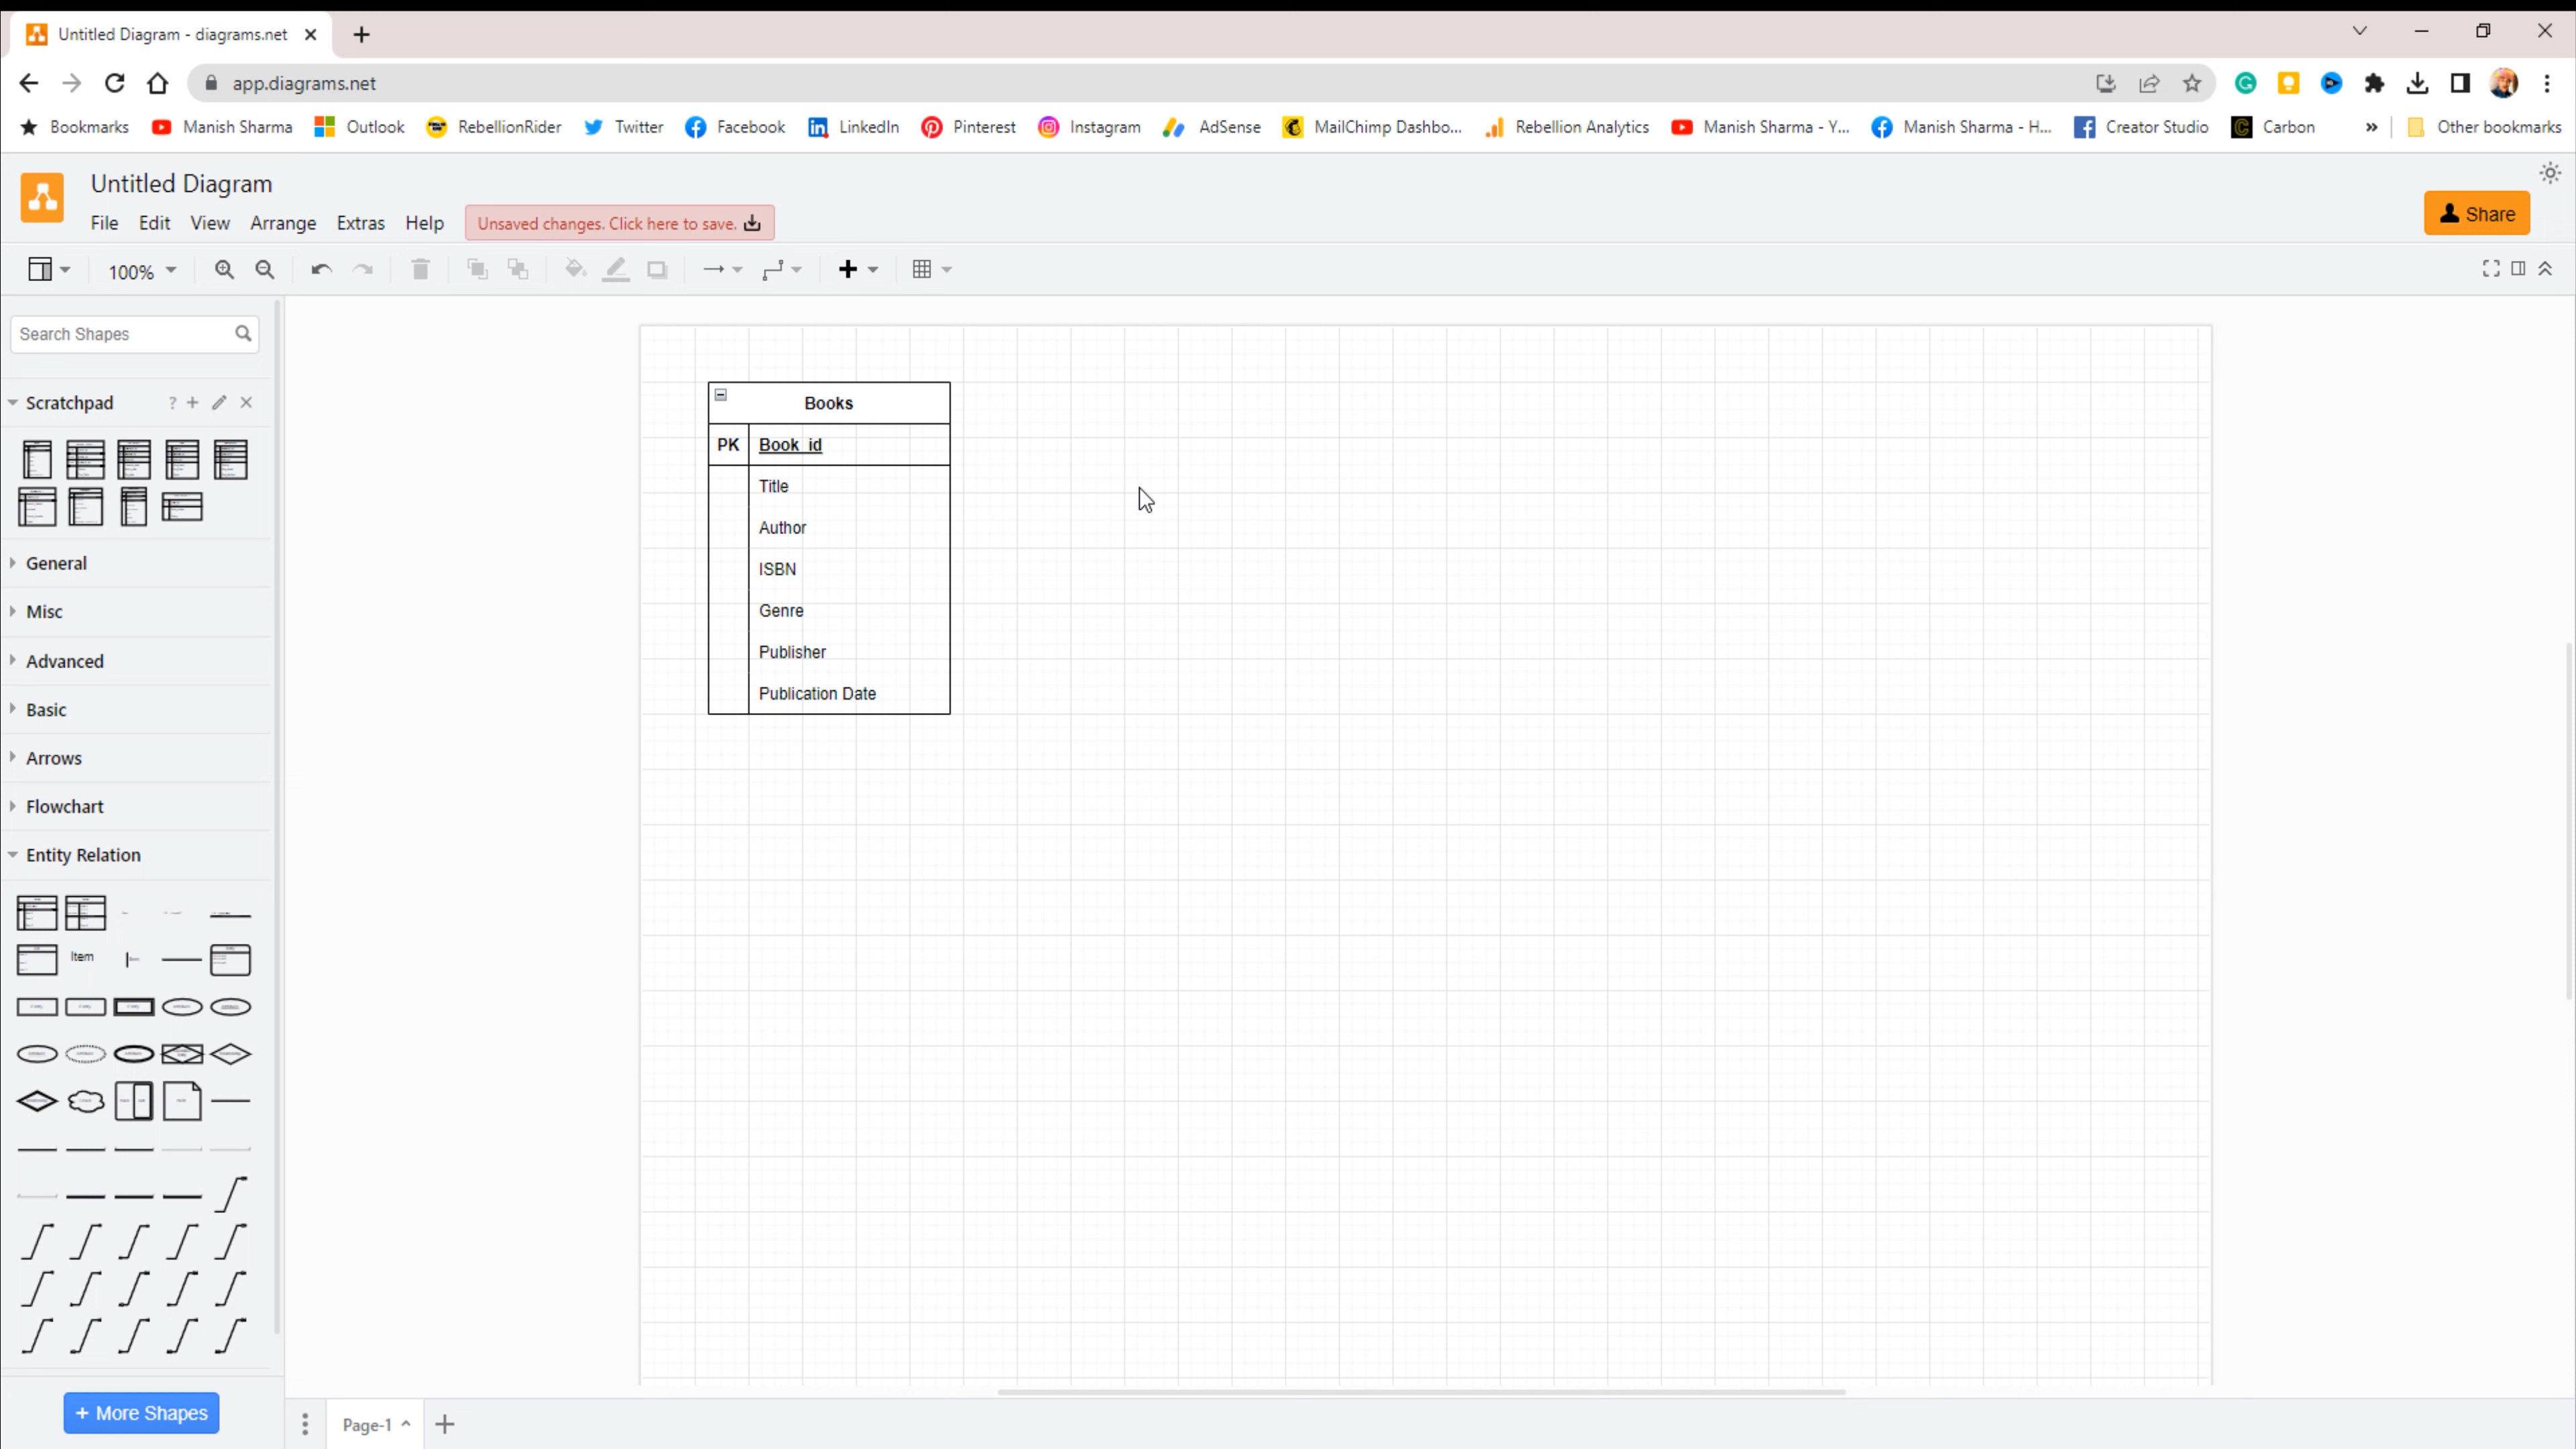 Untitled Diagram - diagrams.net
app.diagrams.net
Bookmarks Manish Sharma Outlook RebellionRider Twitter Facebook LinkedIn Pinterest Instagram AdSense MailChimp Dashbo... Rebellion Analytics Manish Sharma - Y... Manish Sharma - H... Creator Studio Carbon » Other bookmarks
Untitled Diagram
File Edit View Arrange Extras Help Unsaved changes. Click here to save. Share
100%
Search Shapes
Scratchpad ?
General
Misc
Advanced
Basic
Arrows
Flowchart
Entity Relation
Item
+ More Shapes
Books
PK Book_id
Title
Author
ISBN
Genre
Publisher
Publication Date
Page-1